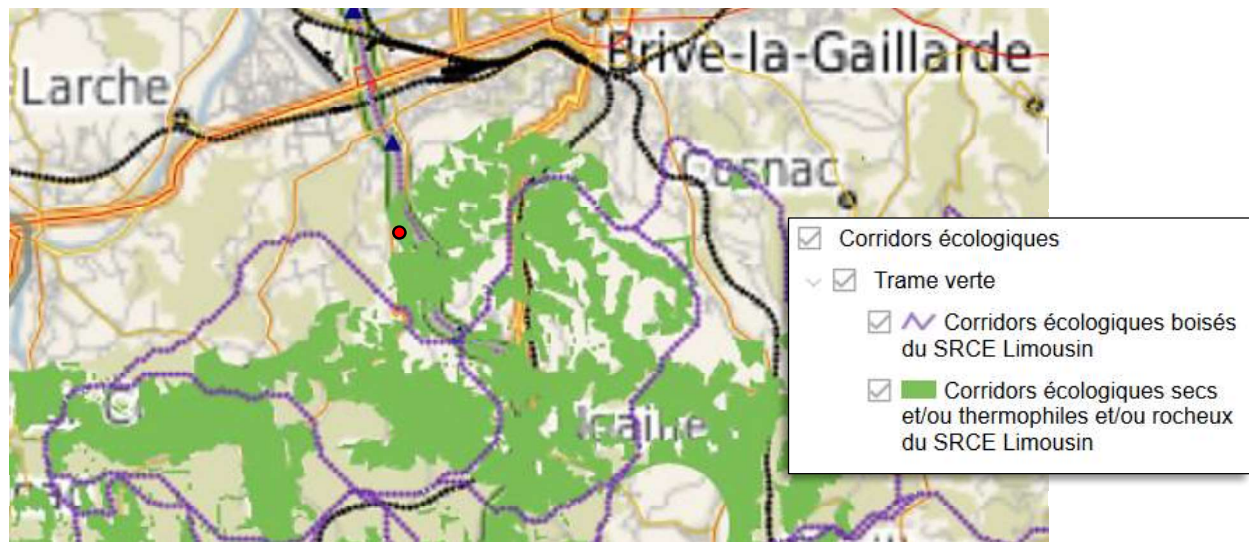 Larche
Brive-la-Gaillarde
Cosnac
Corridors écologiques
Trame verte
Corridors écologiques boisés
du SRCE Limousin
Corridors écologiques secs
et/ou thermophiles et/ou rocheux
du SRCE Limousin